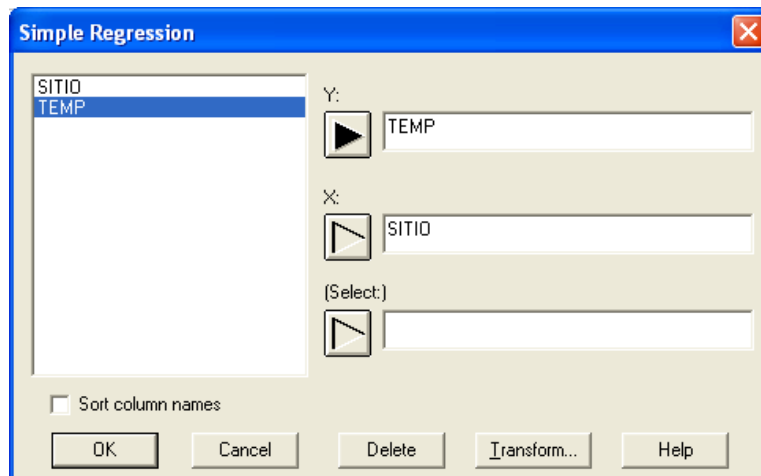 Simple Regression
SITIO
TEMP
Y:
TEMP
X:
SITIO
(Select:)
Sort column names
OK Cancel Delete Transform... Help